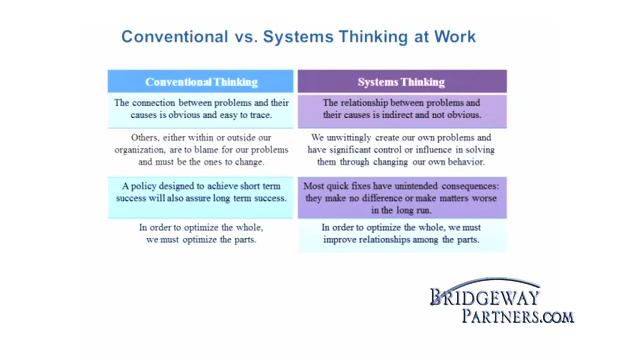 Conventional vs. Systems Thinking at Work
Conventional Thinking
Systems Thinking
The connection between problems and their
causes is obvious and easy to trace.
The relationship between problems and
their causes is indirect and not obvious.
Others, either within or outside our
organization, are to blame for our problems
and must be the ones to change.
We unwittingly create our own problems and
have significant control or influence in solving
them through changing our own behavior.
A policy designed to achieve short term
success will also assure long term success.
Most quick fixes have unintended consequences:
they make no difference or make matters worse
in the long run.
In order to optimize the whole,
we must optimize the parts.
In order to optimize the whole, we must
improve relationships among the parts.
BRIDGEWAY
PARTNERS.COM